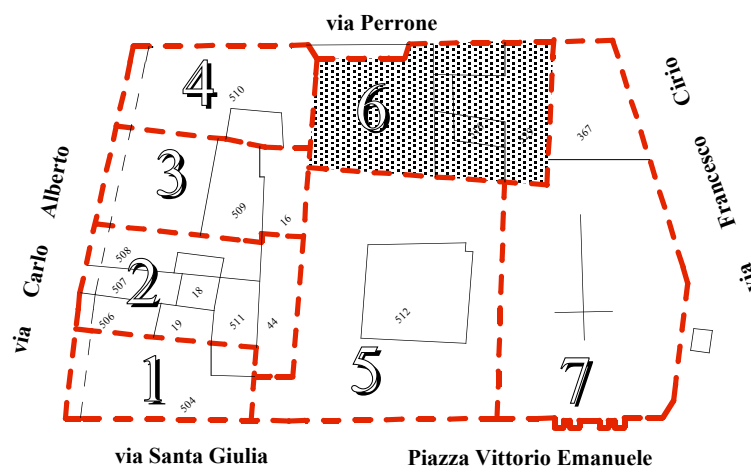 via Perrone
4
510
6
367
Cirio
Francesco
via
3
509
16
Alberto
Carlo
via
508
507
506
2
18
19
511
44
512
1
504
5
7
via Santa Giulia
Piazza Vittorio Emanuele